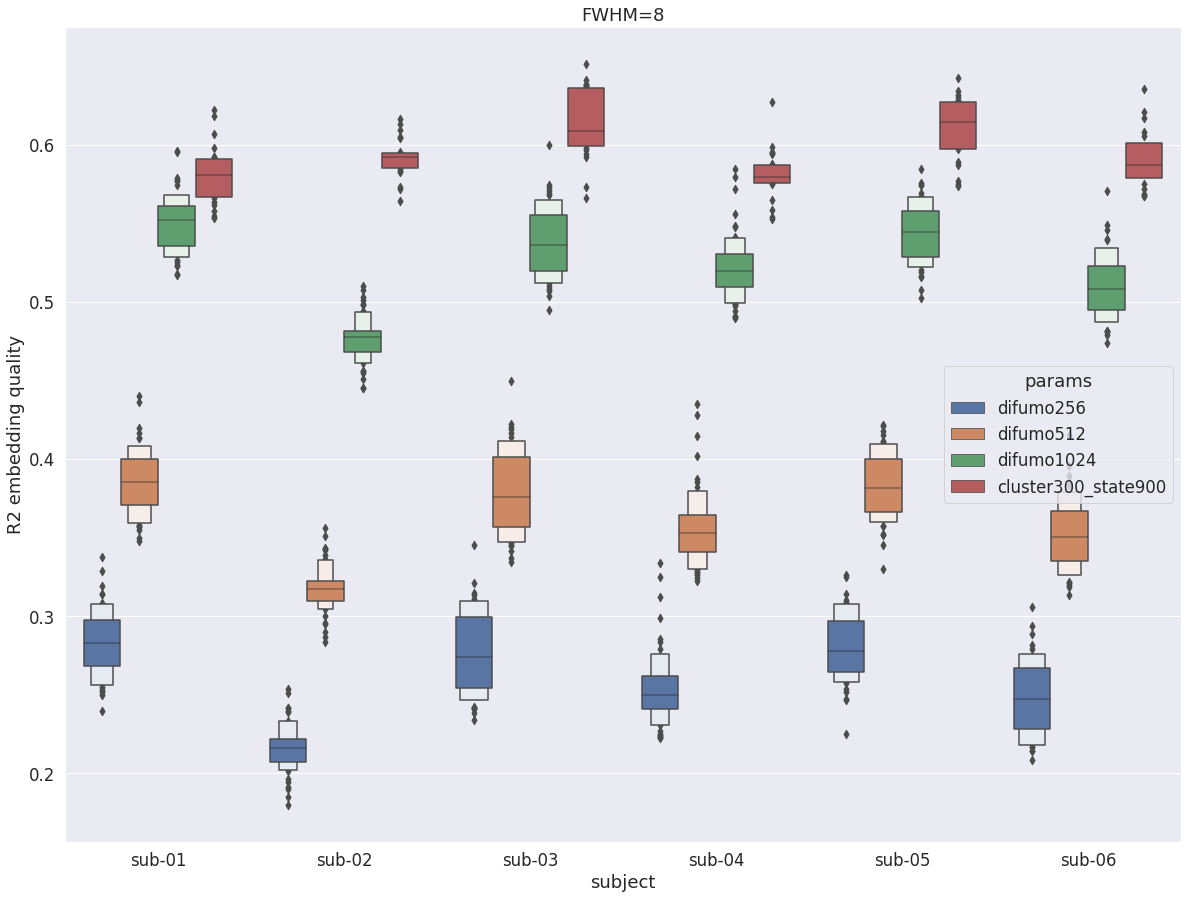 FWHM=8
R2 embedding quality
0.6
0.5
0.4
0.3
0.2
params
difumo256
difumo512
difumo1024
cluster300_state900
sub-01
sub-02
sub-03
sub-04
sub-05
sub-06
subject